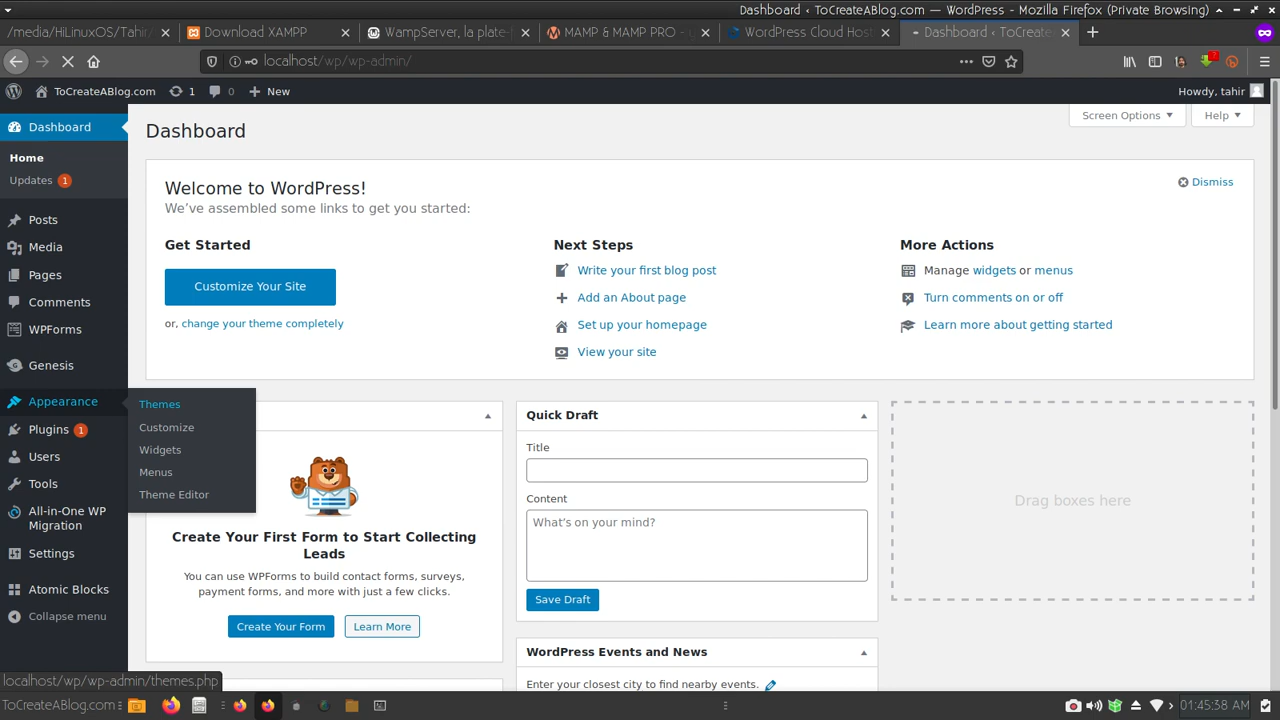 Dashboard ‹ ToCreateABlog.com — WordPress - Mozilla Firefox (Private Browsing)
/media/HiLinuxOS/Tahir/
Download XAMPP
WampServer, la plate-f
MAMP & MAMP PRO - 
WordPress Cloud Host
Dashboard ‹ ToCreate
localhost/wp/wp-admin/
ToCreateABlog.com
1
0
New
Howdy, tahir
Dashboard
Home
Updates 1
Posts
Media
Pages
Comments
WPForms
Genesis
Appearance
Plugins 1
Users
Tools
All-in-One WP
Migration
Settings
Atomic Blocks
Collapse menu
Themes
Customize
Widgets
Menus
Theme Editor
Dashboard
Screen Options
Help
Welcome to WordPress!
Dismiss
We've assembled some links to get you started:
Get Started
Customize Your Site
or, change your theme completely
Next Steps
Write your first blog post
Add an About page
Set up your homepage
View your site
More Actions
Manage widgets or menus
Turn comments on or off
Learn more about getting started
Create Your First Form to Start Collecting
Leads
You can use WPForms to build contact forms, surveys,
payment forms, and more with just a few clicks.
Create Your Form
Learn More
Quick Draft
Title
Content
What's on your mind?
Save Draft
WordPress Events and News
Enter your closest city to find nearby events.
Drag boxes here
localhost/wp/wp-admin/themes.php
ToCreateABlog.com
01:45:38 AM